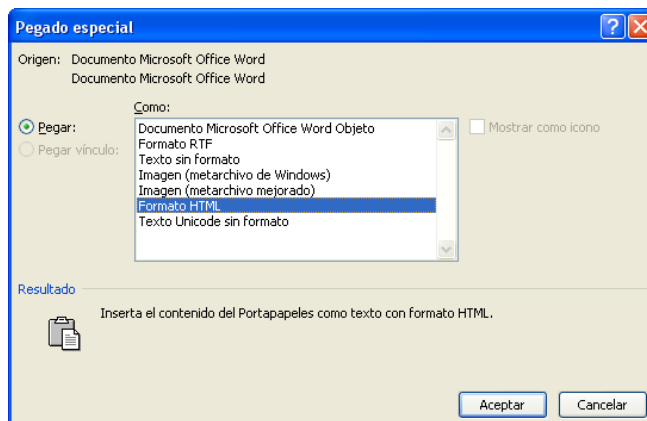 Pegado especial
Origen: Documento Microsoft Office Word
Documento Microsoft Office Word
Como:
Pegar:
Pegar vínculo:
Documento Microsoft Office Word Objeto
Formato RTF
Texto sin formato
Imagen (metarchivo de Windows)
Imagen (metarchivo mejorado)
Formato HTML
Texto Unicode sin formato
Mostrar como icono
Resultado
Inserta el contenido del Portapapeles como texto con formato HTML.
Aceptar
Cancelar